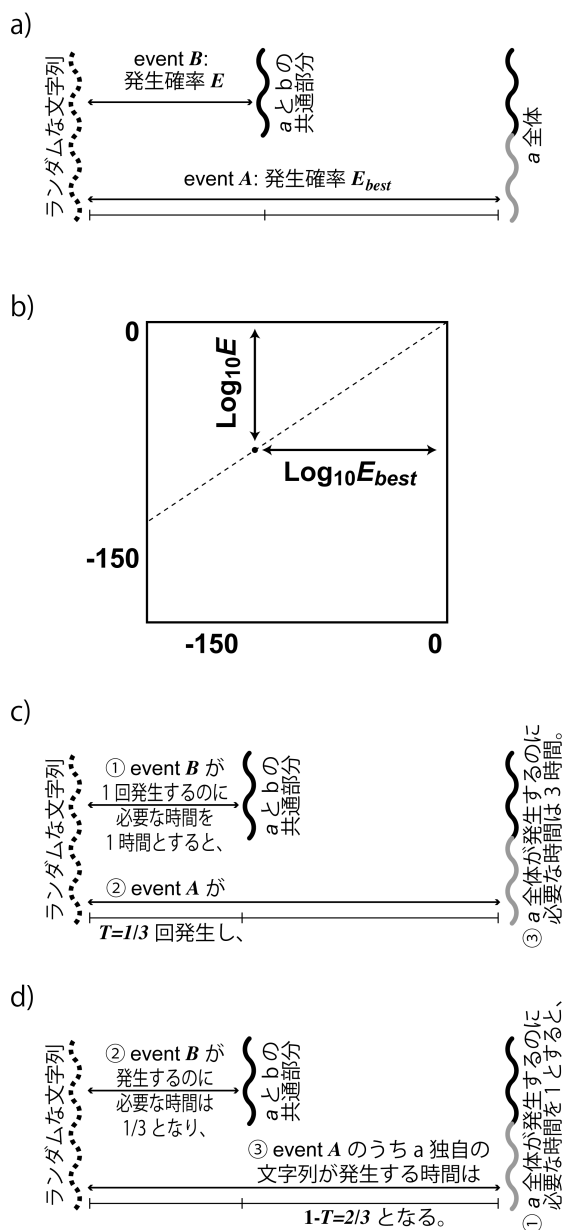 a)
ランダムな文字列
event B:
発生確率 E
aとbの
共通部分
a 全体
event A: 発生確率 Ebest
b)
0
Log10E
Log10Ebest
-150
-150
0
c)
ランダムな文字列
① event B が
1 回発生するのに
必要な時間を
1 時間とすると、
aとbの
共通部分
② event A が
T=1/3 回発生し、
③ a 全体が発生するのに
必要な時間は 3 時間。
d)
ランダムな文字列
② event B が
発生するのに
必要な時間は
1/3 となり、
aとbの
共通部分
③ event A のうち a 独自の
文字列が発生する時間は
1-T=2/3 となる。
① a 全体が発生するのに
必要な時間を 1 とすると、